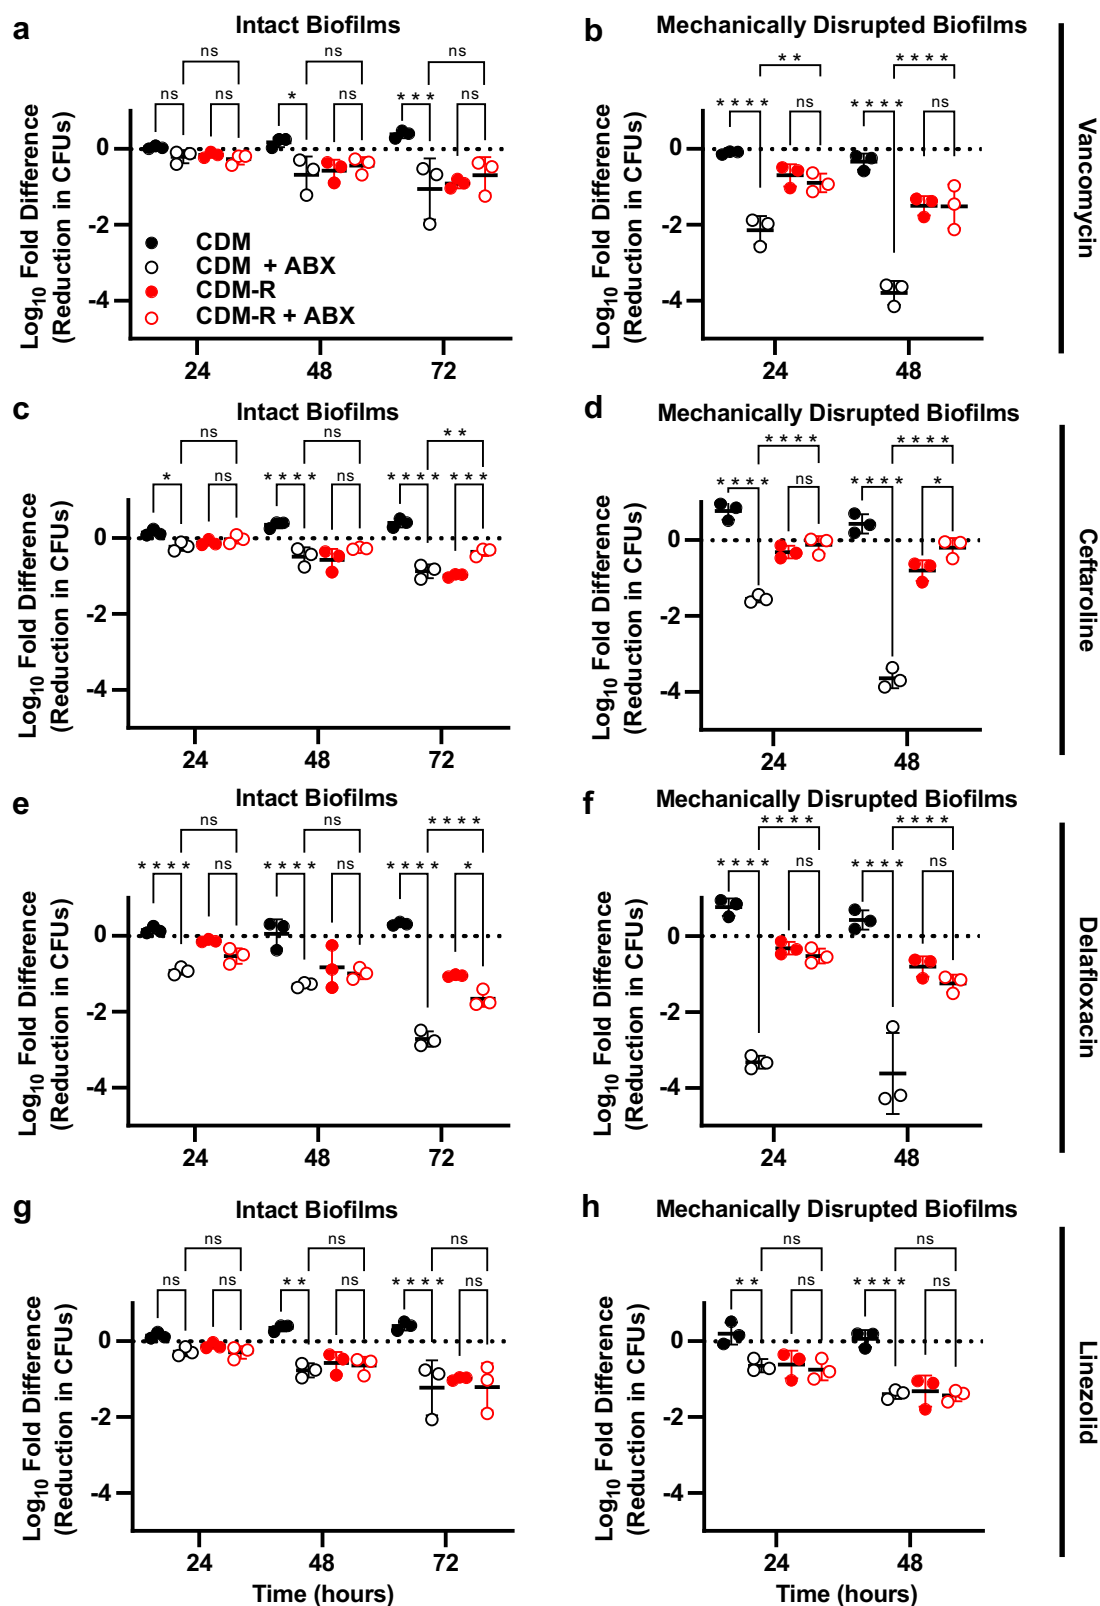 a
Intact Biofilms
ns
ns
ns
ns
ns
*
ns
***
ns
0
-2
-4
Log10 Fold Difference
(Reduction in CFUs)
CDM
CDM + ABX
CDM-R
CDM-R + ABX
24
48
72
b
Mechanically Disrupted Biofilms
**
****
****
ns
****
ns
0
-2
-4
Log10 Fold Difference
(Reduction in CFUs)
24
48
Vancomycin
c
Intact Biofilms
ns
ns
**
*
ns
****
ns
****
***
0
-2
-4
Log10 Fold Difference
(Reduction in CFUs)
24
48
72
d
Mechanically Disrupted Biofilms
****
****
****
ns
****
*
0
-2
-4
Log10 Fold Difference
(Reduction in CFUs)
24
48
Ceftaroline
e
Intact Biofilms
ns
ns
****
****
ns
****
ns
****
*
0
-2
-4
Log10 Fold Difference
(Reduction in CFUs)
24
48
72
f
Mechanically Disrupted Biofilms
****
****
****
ns
****
ns
0
-2
-4
Log10 Fold Difference
(Reduction in CFUs)
24
48
Delafloxacin
g
Intact Biofilms
ns
ns
ns
ns
ns
**
ns
****
ns
0
-2
-4
Log10 Fold Difference
(Reduction in CFUs)
24
48
72
Time (hours)
h
Mechanically Disrupted Biofilms
ns
ns
**
ns
****
ns
0
-2
-4
Log10 Fold Difference
(Reduction in CFUs)
24
48
Time (hours)
Linezolid